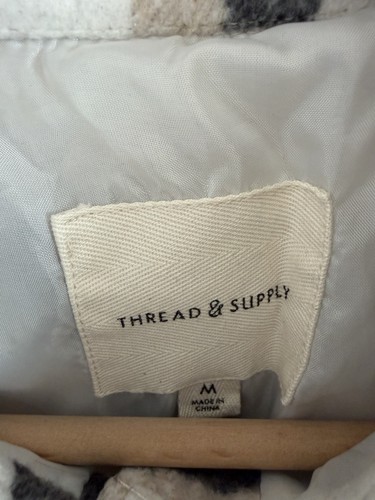 THREAD & SUPPLY
M
MADE IN
CHINA